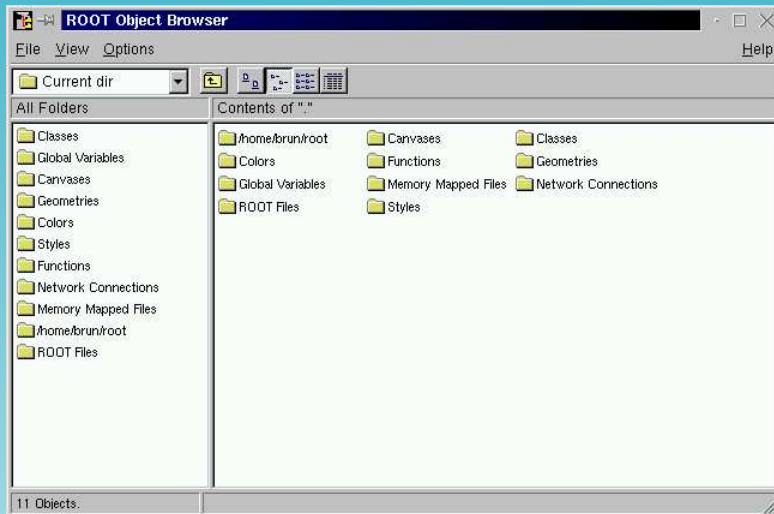 ROOT Object Browser
File View Options Help
Current dir
All Folders
Contents of "."
Classes
Global Variables
Canvases
Geometries
Colors
Styles
Functions
Network Connections
Memory Mapped Files
/home/brun/root
ROOT Files
/home/brun/root Canvases Classes
Colors Functions Geometries
Global Variables Memory Mapped Files Network Connections
ROOT Files Styles
11 Objects.